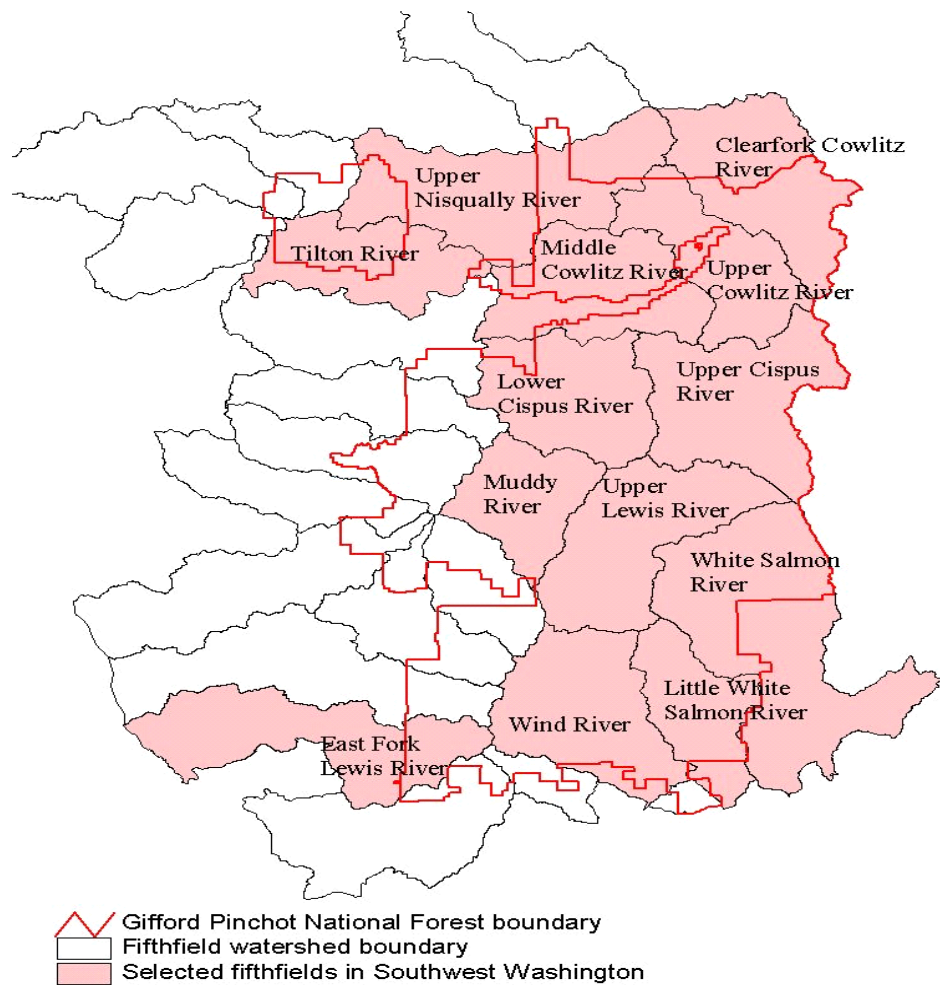 Clearfork Cowlitz
River
Upper
Nisqually River
Tilton River
Middle
Cowlitz River
Upper
Cowlitz River
Lower
Cispus River
Upper Cispus
River
Muddy
River
Upper
Lewis River
White Salmon
River
Little White
Salmon River
Wind River
East Fork
Lewis River
Gifford Pinchot National Forest boundary
Fifthfield watershed boundary
Selected fifthfields in Southwest Washington